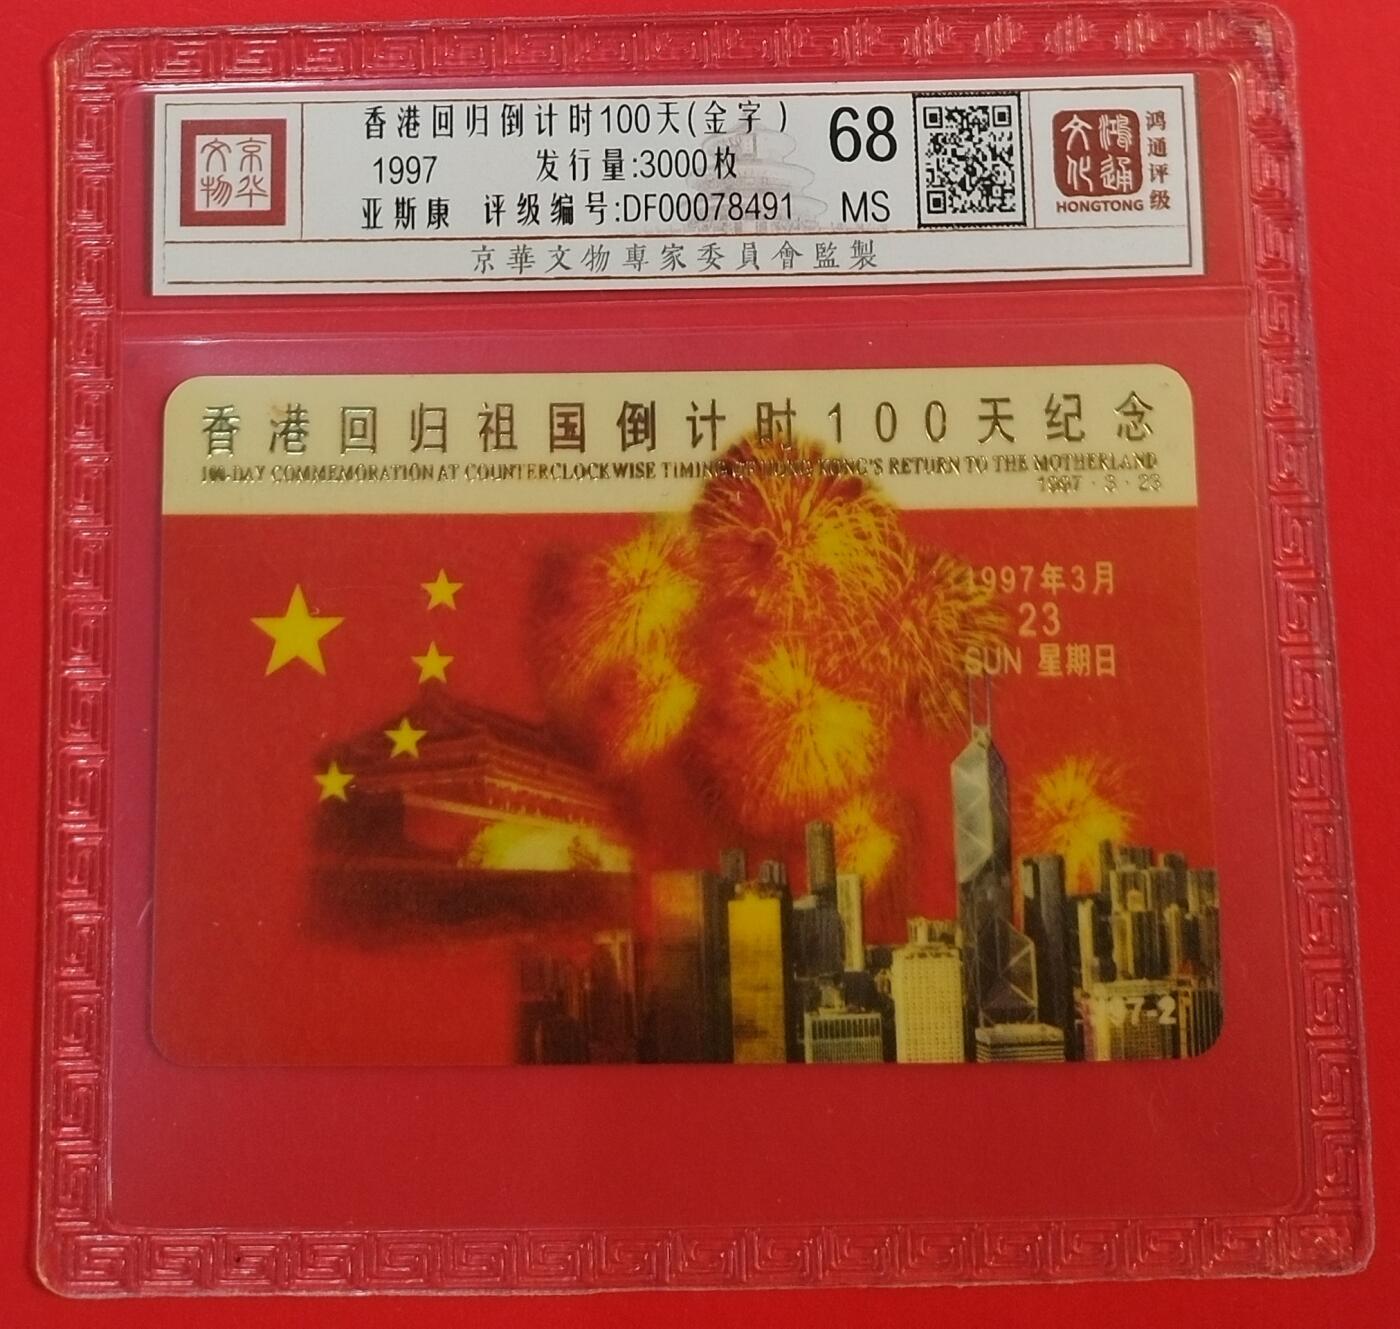 京华
文物
香港回归倒计时100天(金字)
1997 发行量:3000枚
亚斯康 评级编号:DF00078491
68
MS
鸿通
文化
HONGTONG
鸿通评级
京華文物專家委員會監製
香港回归祖国倒计时100天纪念
100-DAY COMMEMORATION AT COUNTERCLOCKWISE TIMING OF HONG KONG'S RETURN TO THE MOTHERLAND
1997·3·23
1997年3月
23
SUN 星期日
97-2